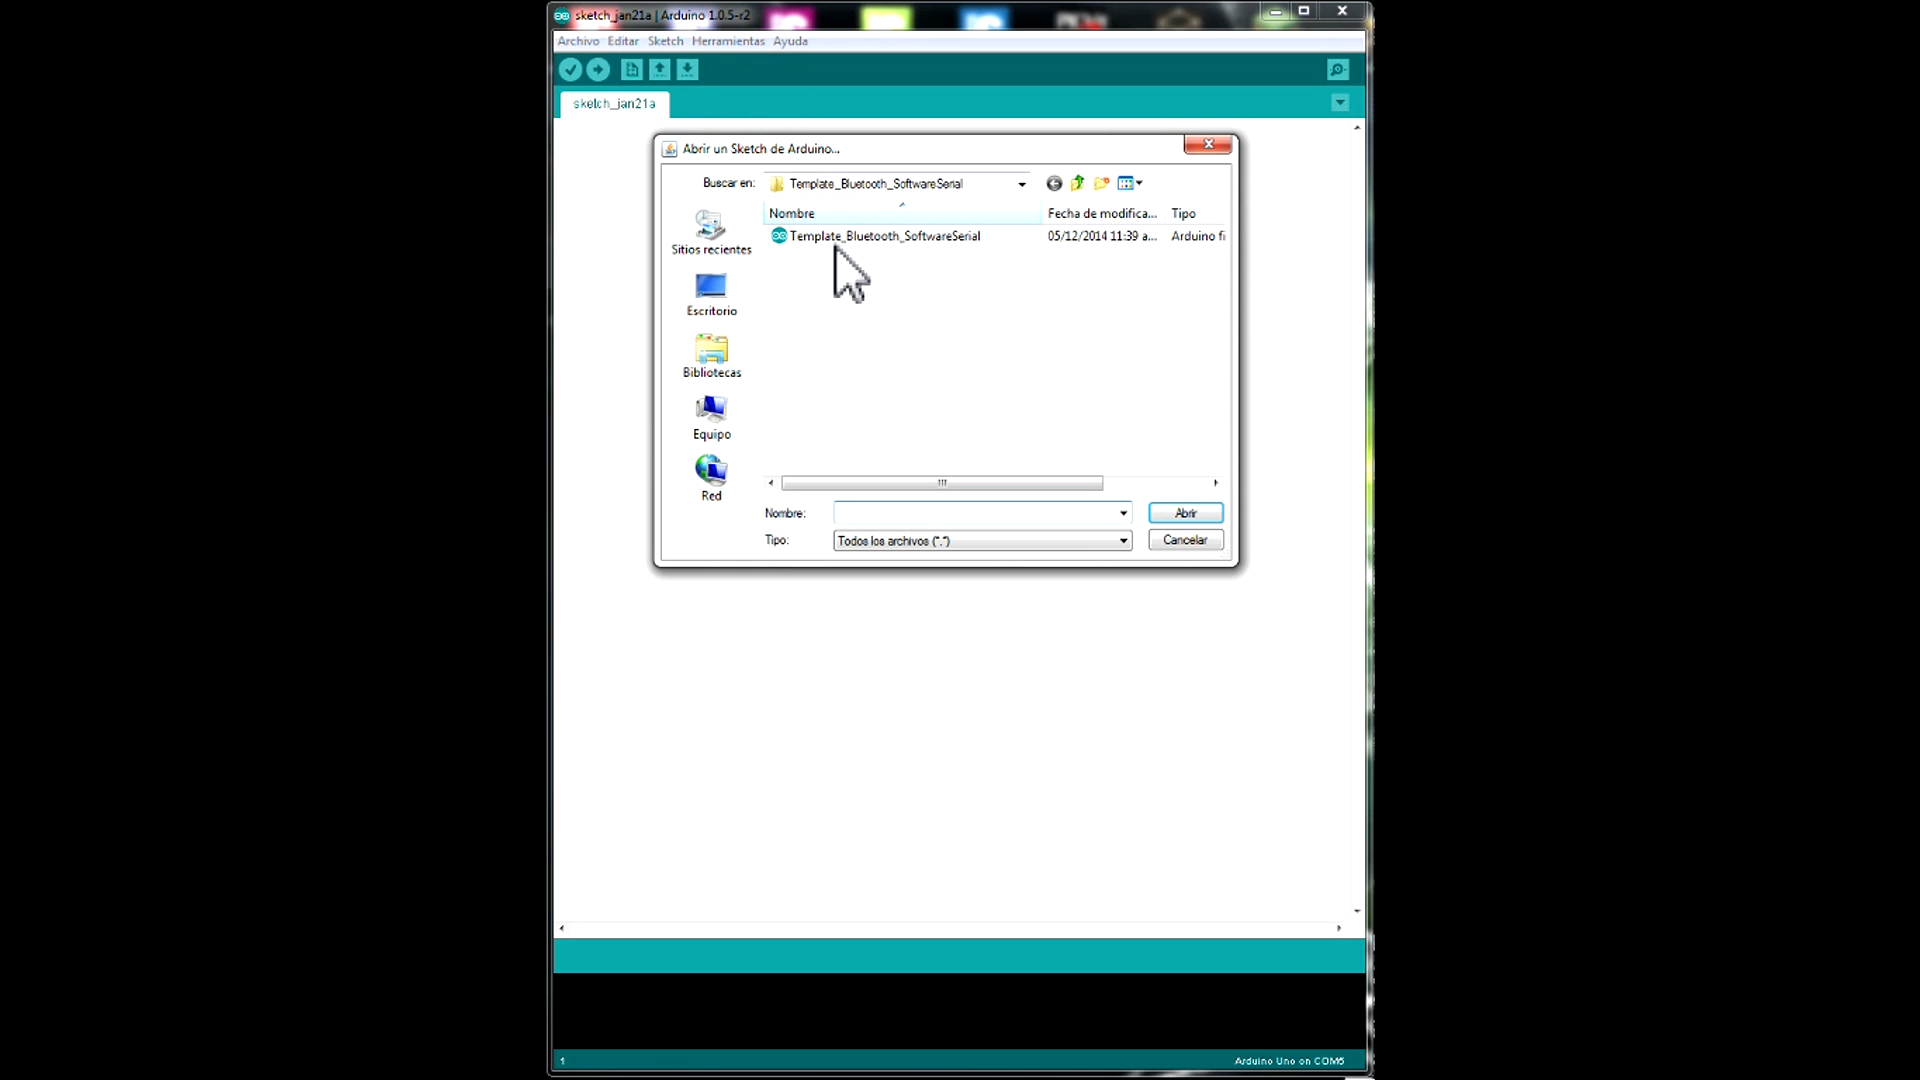 sketch_jan21a | Arduino 1.0.5-r2
Archivo Editar Sketch Herramientas Ayuda
sketch_jan21a
Abrir un Sketch de Arduino...
Buscar en: Template_Bluetooth_SoftwareSerial
Nombre Fecha de modifica... Tipo
Template_Bluetooth_SoftwareSerial 05/12/2014 11:39 a... Arduino fi
Sitios recientes
Escritorio
Bibliotecas
Equipo
Red
Nombre: Abrir
Tipo: Todos los archivos (*.*) Cancelar
1 Arduino Uno on COM6